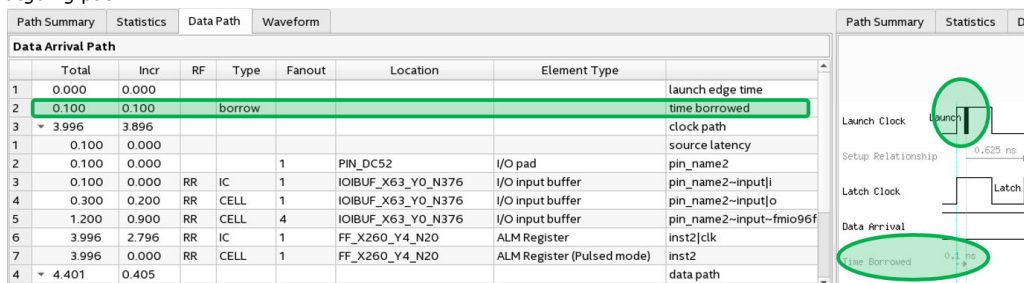 Path Summary Statistics Data Path Waveform
Data Arrival Path
Total Incr RF Type Fanout Location Element Type
1 0.000 0.000 launch edge time
2 0.100 0.100 borrow time borrowed
3 3.996 3.896 clock path
1 0.100 0.000 source latency
2 0.100 0.000 1 PIN_DC52 I/O pad pin_name2
3 0.100 0.000 RR IC 1 IOIBUF_X63_Y0_N376 I/O input buffer pin_name2~input|i
4 0.300 0.200 RR CELL 1 IOIBUF_X63_Y0_N376 I/O input buffer pin_name2~input|o
5 1.200 0.900 RR CELL 4 IOIBUF_X63_Y0_N376 I/O input buffer pin_name2~input~fmio96f
6 3.996 2.796 RR IC 1 FF_X260_Y4_N20 ALM Register inst2|clk
7 3.996 0.000 RR CELL 1 FF_X260_Y4_N20 ALM Register (Pulsed mode) inst2
4 4.401 0.405 data path
Path Summary Statistics D
Launch Clock Launch
Setup Relationship 0.625 ns
Latch Clock Latch
Data Arrival
Time Borrowed 0.1 ns